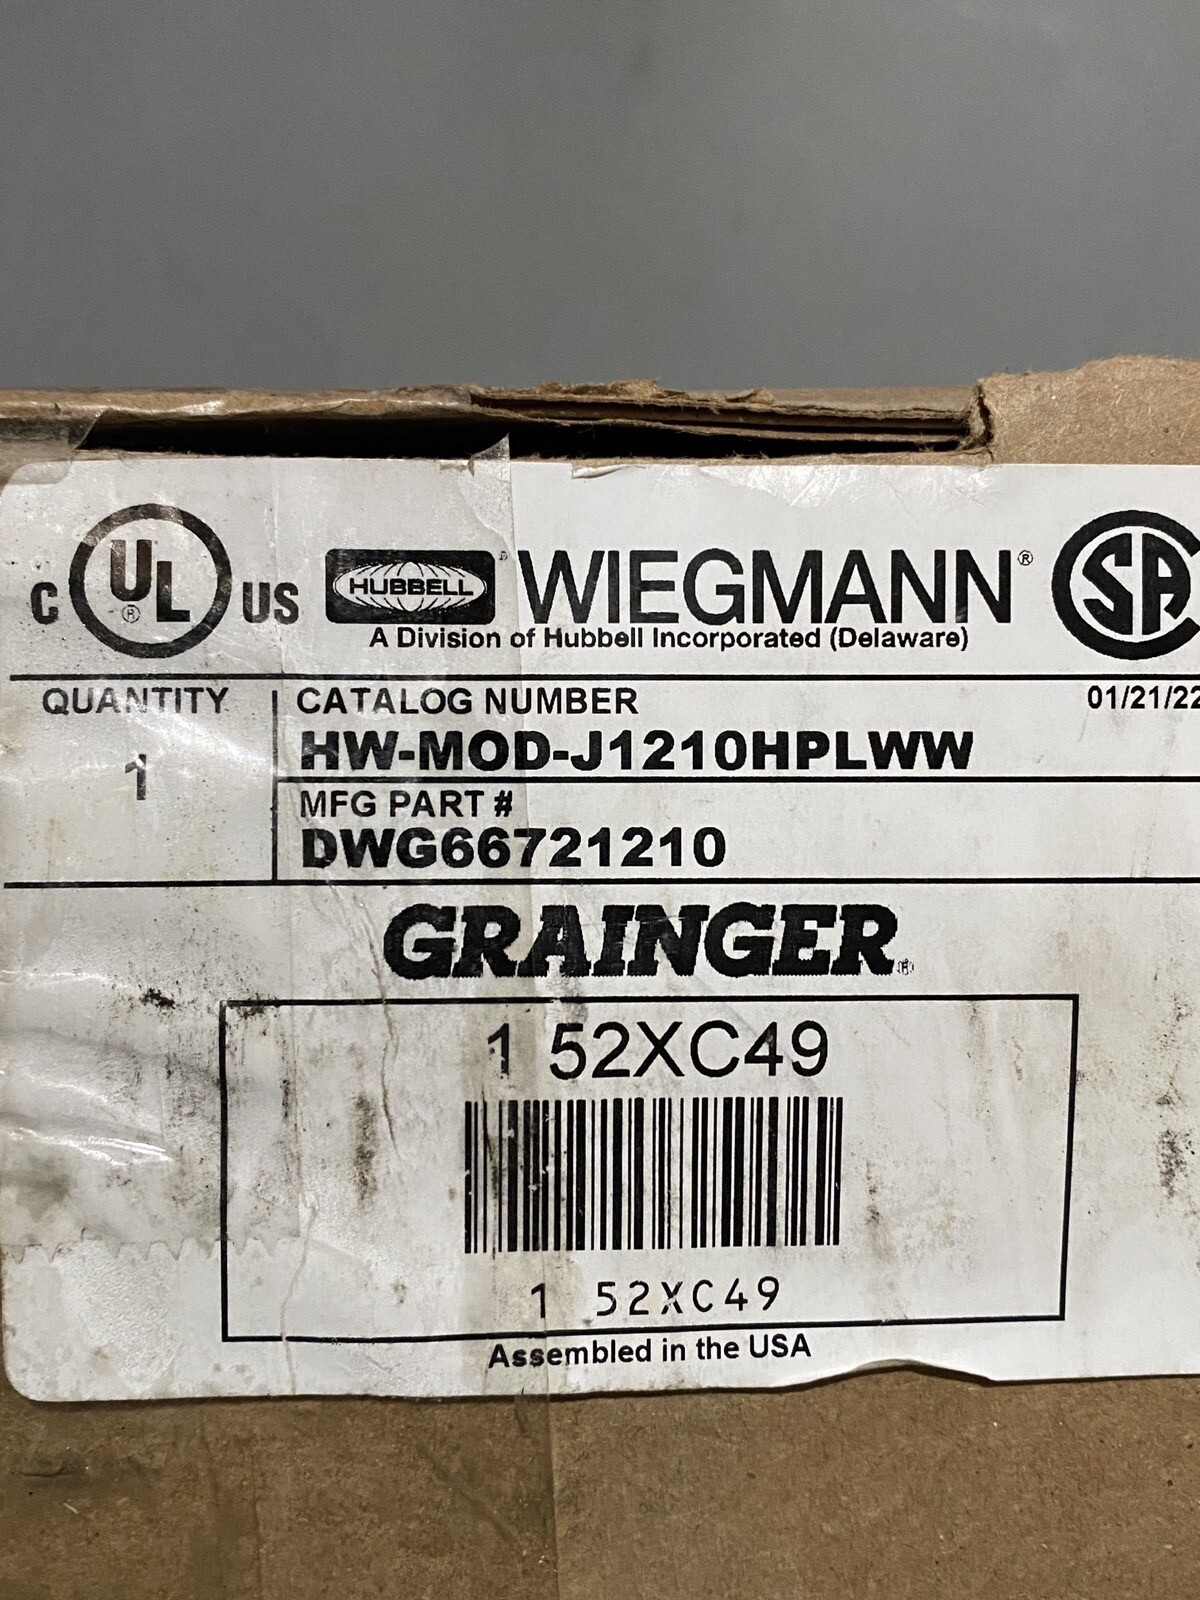 C UL® US HUBBELL® WIEGMANN® SA
A Division of Hubbell Incorporated (Delaware)
QUANTITY CATALOG NUMBER 01/21/22
1 HW-MOD-J1210HPLWW
MFG PART #
DWG66721210
GRAINGER®
1 52XC49
1 52XC49
Assembled in the USA